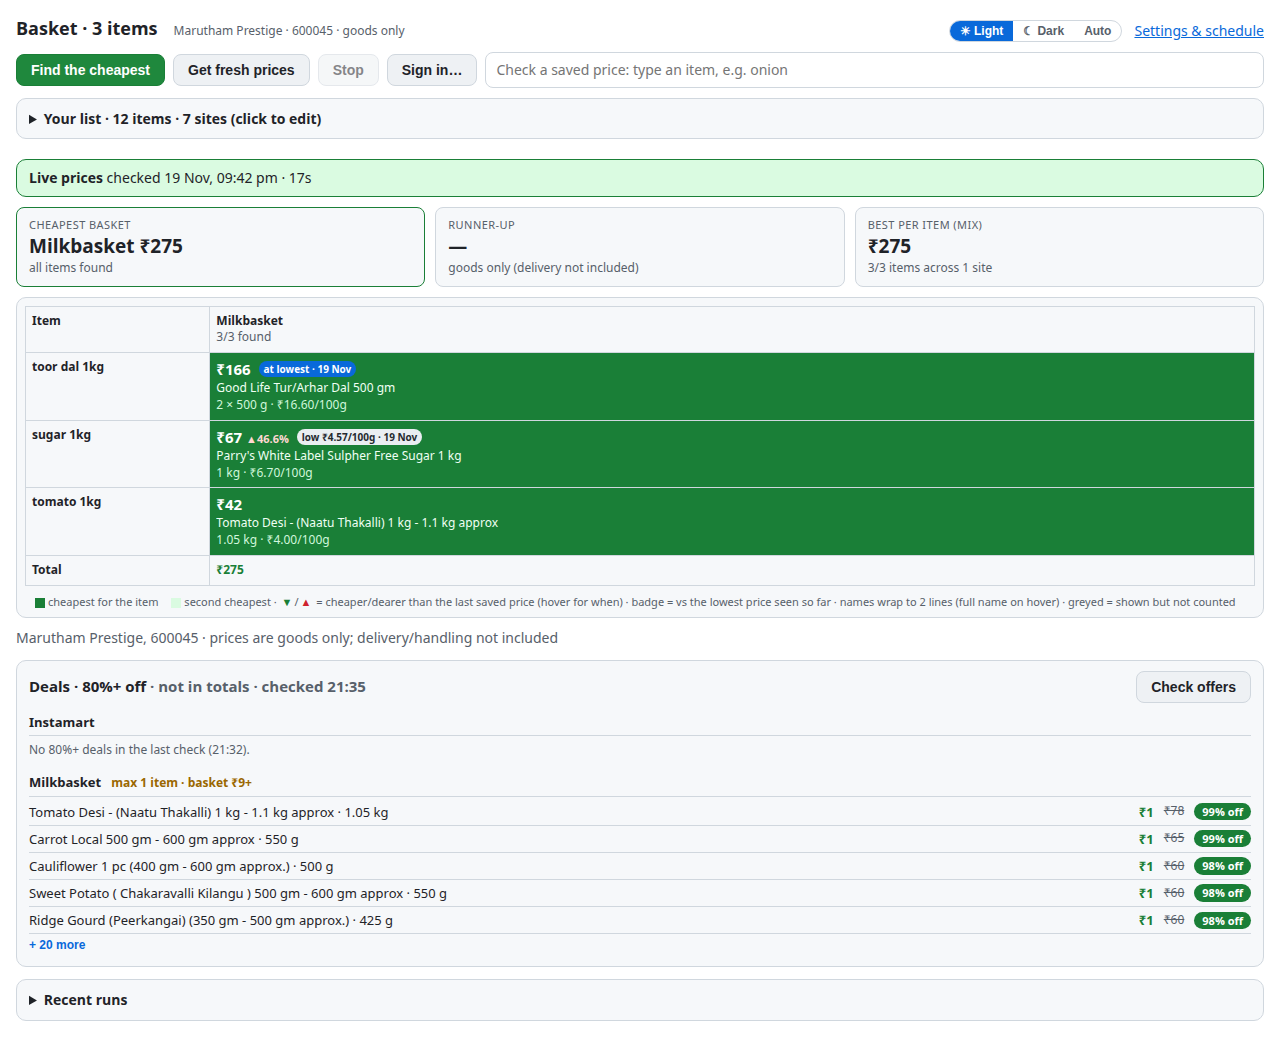 Basket · 3 items Marutham Prestige · 600045 · goods only
☀ Light ☾ Dark Auto Settings & schedule
Find the cheapest Get fresh prices Stop Sign in… Check a saved price: type an item, e.g. onion
▶ Your list · 12 items · 7 sites (click to edit)
Live prices checked 19 Nov, 09:42 pm · 17s
CHEAPEST BASKET
Milkbasket ₹275
all items found
RUNNER-UP
—
goods only (delivery not included)
BEST PER ITEM (MIX)
₹275
3/3 items across 1 site
Item Milkbasket
3/3 found
toor dal 1kg ₹166 at lowest · 19 Nov
Good Life Tur/Arhar Dal 500 gm
2 × 500 g · ₹16.60/100g
sugar 1kg ₹67 ▲46.6% low ₹4.57/100g · 19 Nov
Parry's White Label Sulpher Free Sugar 1 kg
1 kg · ₹6.70/100g
tomato 1kg ₹42
Tomato Desi - (Naatu Thakalli) 1 kg - 1.1 kg approx
1.05 kg · ₹4.00/100g
Total ₹275
cheapest for the item second cheapest · ▼ / ▲ = cheaper/dearer than the last saved price (hover for when) · badge = vs the lowest price seen so far · names wrap to 2 lines (full name on hover) · greyed = shown but not counted
Marutham Prestige, 600045 · prices are goods only; delivery/handling not included
Deals · 80%+ off · not in totals · checked 21:35 Check offers
Instamart
No 80%+ deals in the last check (21:32).
Milkbasket max 1 item · basket ₹9+
Tomato Desi - (Naatu Thakalli) 1 kg - 1.1 kg approx · 1.05 kg ₹1 ₹78 99% off
Carrot Local 500 gm - 600 gm approx · 550 g ₹1 ₹65 99% off
Cauliflower 1 pc (400 gm - 600 gm approx.) · 500 g ₹1 ₹60 98% off
Sweet Potato ( Chakaravalli Kilangu ) 500 gm - 600 gm approx · 550 g ₹1 ₹60 98% off
Ridge Gourd (Peerkangai) (350 gm - 500 gm approx.) · 425 g ₹1 ₹60 98% off
+ 20 more
▶ Recent runs